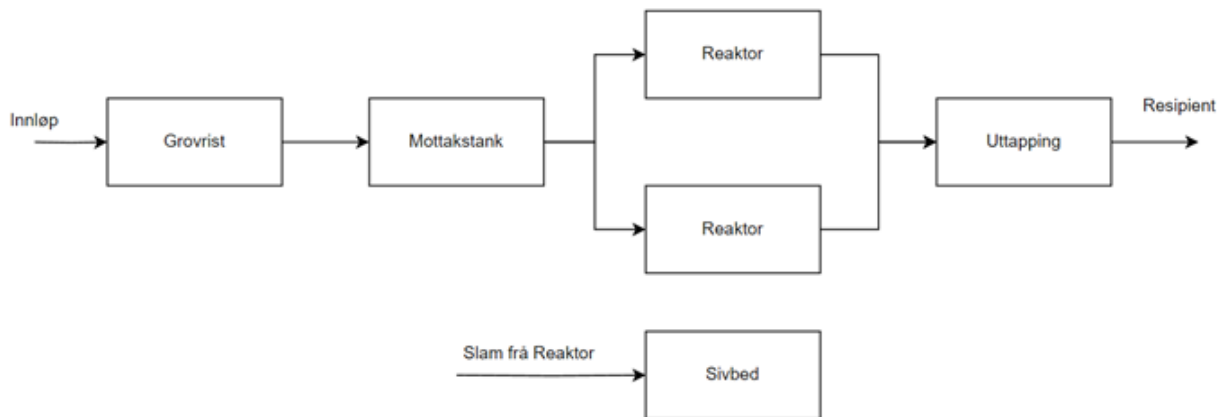 Innløp
Grovrist
Mottakstank
Reaktor
Reaktor
Uttapping
Resipient
Slam frå Reaktor
Sivbed